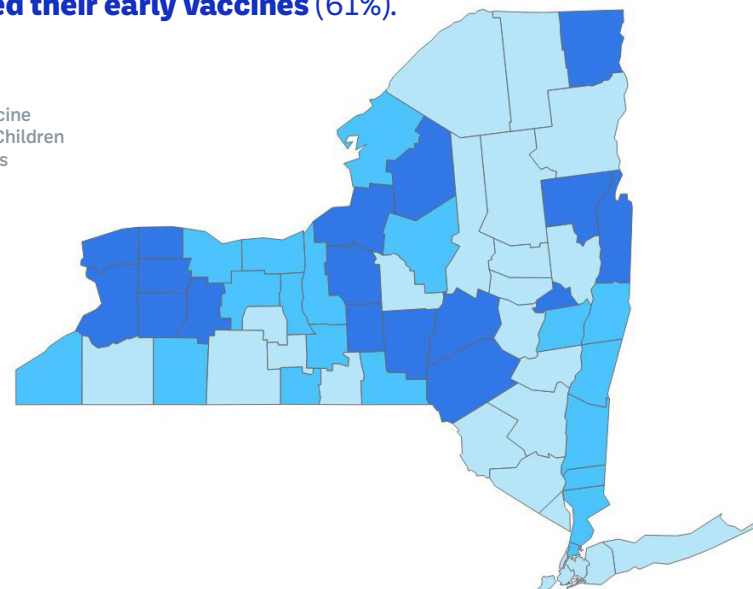 ed their early vaccines (61%).
cine
Children
s